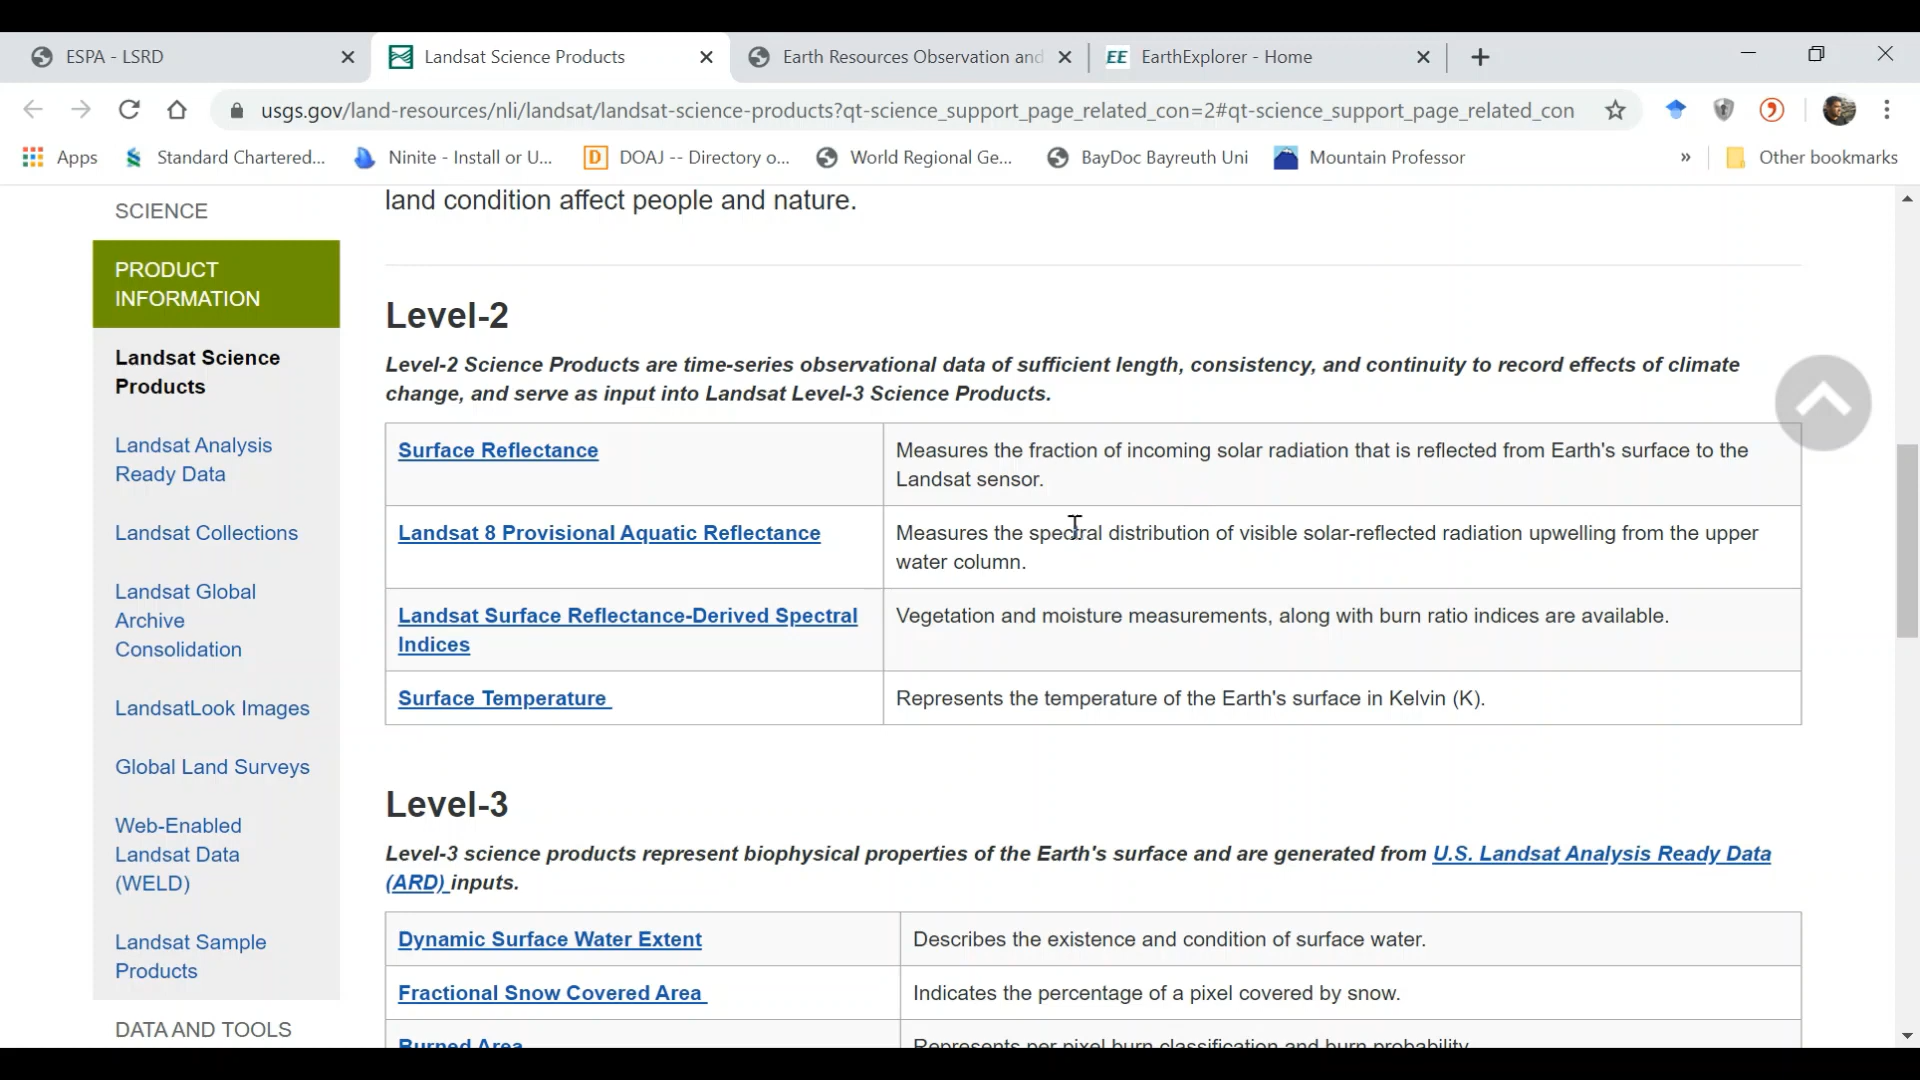 ESPA - LSRD
Landsat Science Products
Earth Resources Observation and
EE EarthExplorer - Home
usgs.gov/land-resources/nli/landsat/landsat-science-products?qt-science_support_page_related_con=2#qt-science_support_page_related_con
Apps
Standard Chartered...
Ninite - Install or U...
D DOAJ -- Directory o...
World Regional Ge...
BayDoc Bayreuth Uni
Mountain Professor
»
Other bookmarks
SCIENCE
PRODUCT
INFORMATION
Landsat Science
Products
Landsat Analysis
Ready Data
Landsat Collections
Landsat Global
Archive
Consolidation
LandsatLook Images
Global Land Surveys
Web-Enabled
Landsat Data
(WELD)
Landsat Sample
Products
DATA AND TOOLS
land condition affect people and nature.
Level-2
Level-2 Science Products are time-series observational data of sufficient length, consistency, and continuity to record effects of climate
change, and serve as input into Landsat Level-3 Science Products.
Surface Reflectance
Measures the fraction of incoming solar radiation that is reflected from Earth's surface to the
Landsat sensor.
Landsat 8 Provisional Aquatic Reflectance
Measures the spectral distribution of visible solar-reflected radiation upwelling from the upper
water column.
Landsat Surface Reflectance-Derived Spectral
Indices
Vegetation and moisture measurements, along with burn ratio indices are available.
Surface Temperature
Represents the temperature of the Earth's surface in Kelvin (K).
Level-3
Level-3 science products represent biophysical properties of the Earth's surface and are generated from U.S. Landsat Analysis Ready Data
(ARD) inputs.
Dynamic Surface Water Extent
Describes the existence and condition of surface water.
Fractional Snow Covered Area
Indicates the percentage of a pixel covered by snow.
Burned Area
Represents per pixel burn classification and burn probability.